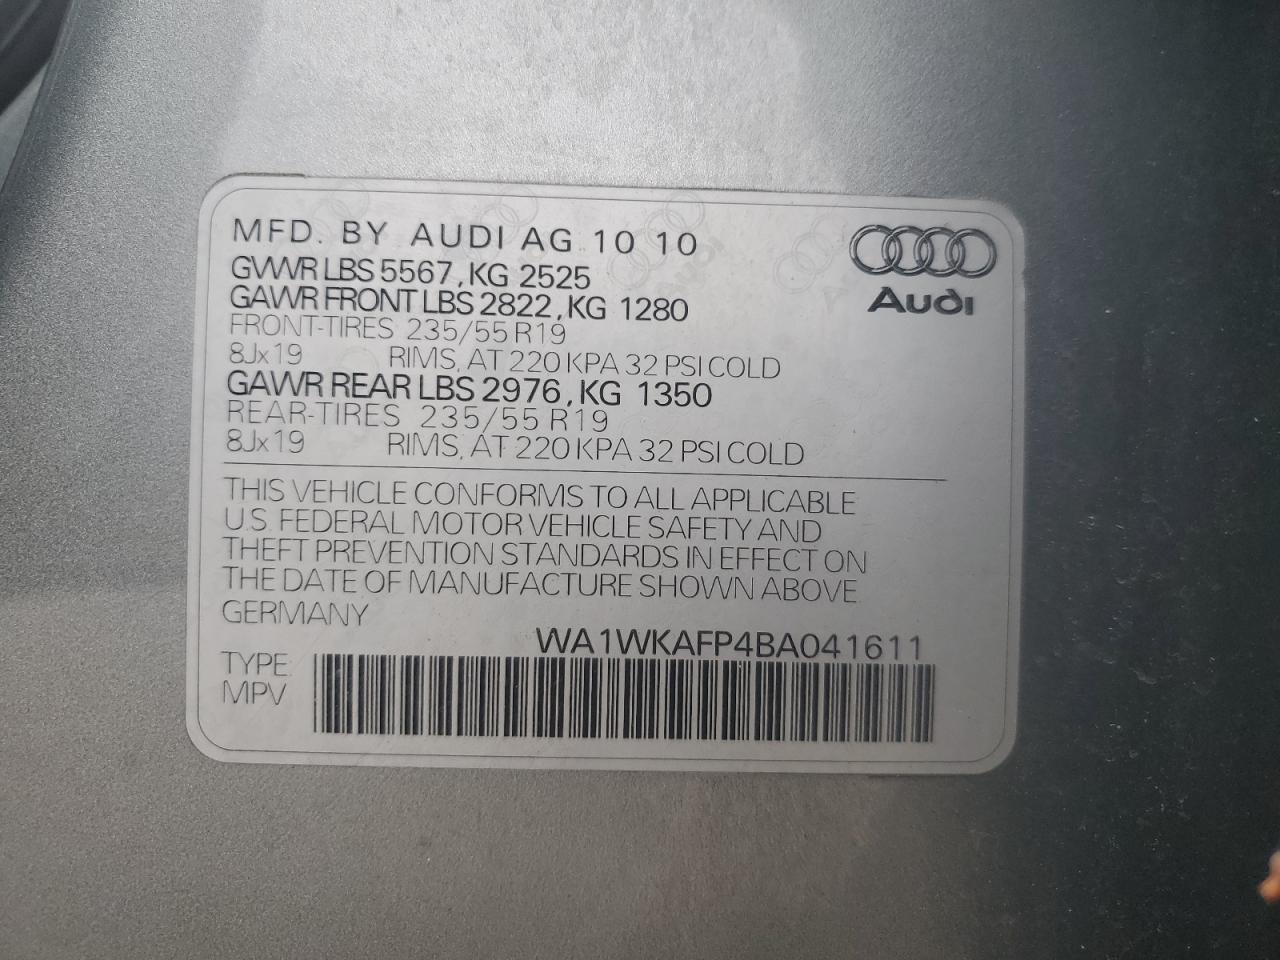 MFD. BY AUDI AG 10 10
GVWR LBS 5567, KG 2525
GAWR FRONT LBS 2822, KG 1280
FRONT-TIRES 235/55 R19
8Jx19 RIMS, AT 220 KPA 32 PSI COLD
GAWR REAR LBS 2976, KG 1350
REAR-TIRES 235/55 R19
8Jx19 RIMS, AT 220 KPA 32 PSI COLD
Audi
THIS VEHICLE CONFORMS TO ALL APPLICABLE
U.S. FEDERAL MOTOR VEHICLE SAFETY AND
THEFT PREVENTION STANDARDS IN EFFECT ON
THE DATE OF MANUFACTURE SHOWN ABOVE
GERMANY
WA1WKAFP4BA041611
TYPE
MPV